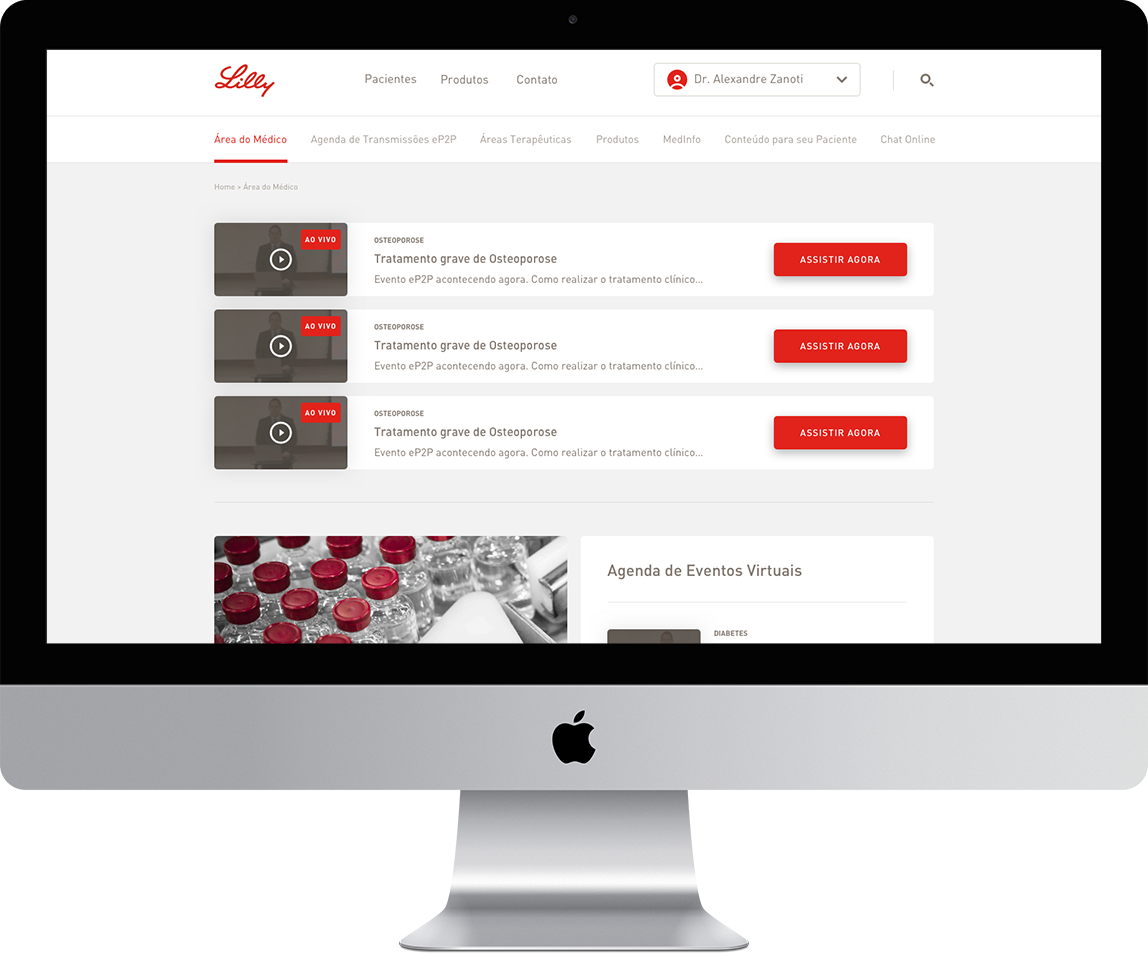 Lilly
Pacientes Produtos Contato Dr. Alexandre Zanoti
Área do Médico Agenda de Transmissões eP2P Áreas Terapêuticas Produtos MedInfo Conteúdo para seu Paciente Chat Online
Home > Área do Médico
AO VIVO
OSTEOPOROSE
Tratamento grave de Osteoporose
Evento eP2P acontecendo agora. Como realizar o tratamento clínico...
ASSISTIR AGORA
AO VIVO
OSTEOPOROSE
Tratamento grave de Osteoporose
Evento eP2P acontecendo agora. Como realizar o tratamento clínico...
ASSISTIR AGORA
AO VIVO
OSTEOPOROSE
Tratamento grave de Osteoporose
Evento eP2P acontecendo agora. Como realizar o tratamento clínico...
ASSISTIR AGORA
Agenda de Eventos Virtuais
DIABETES